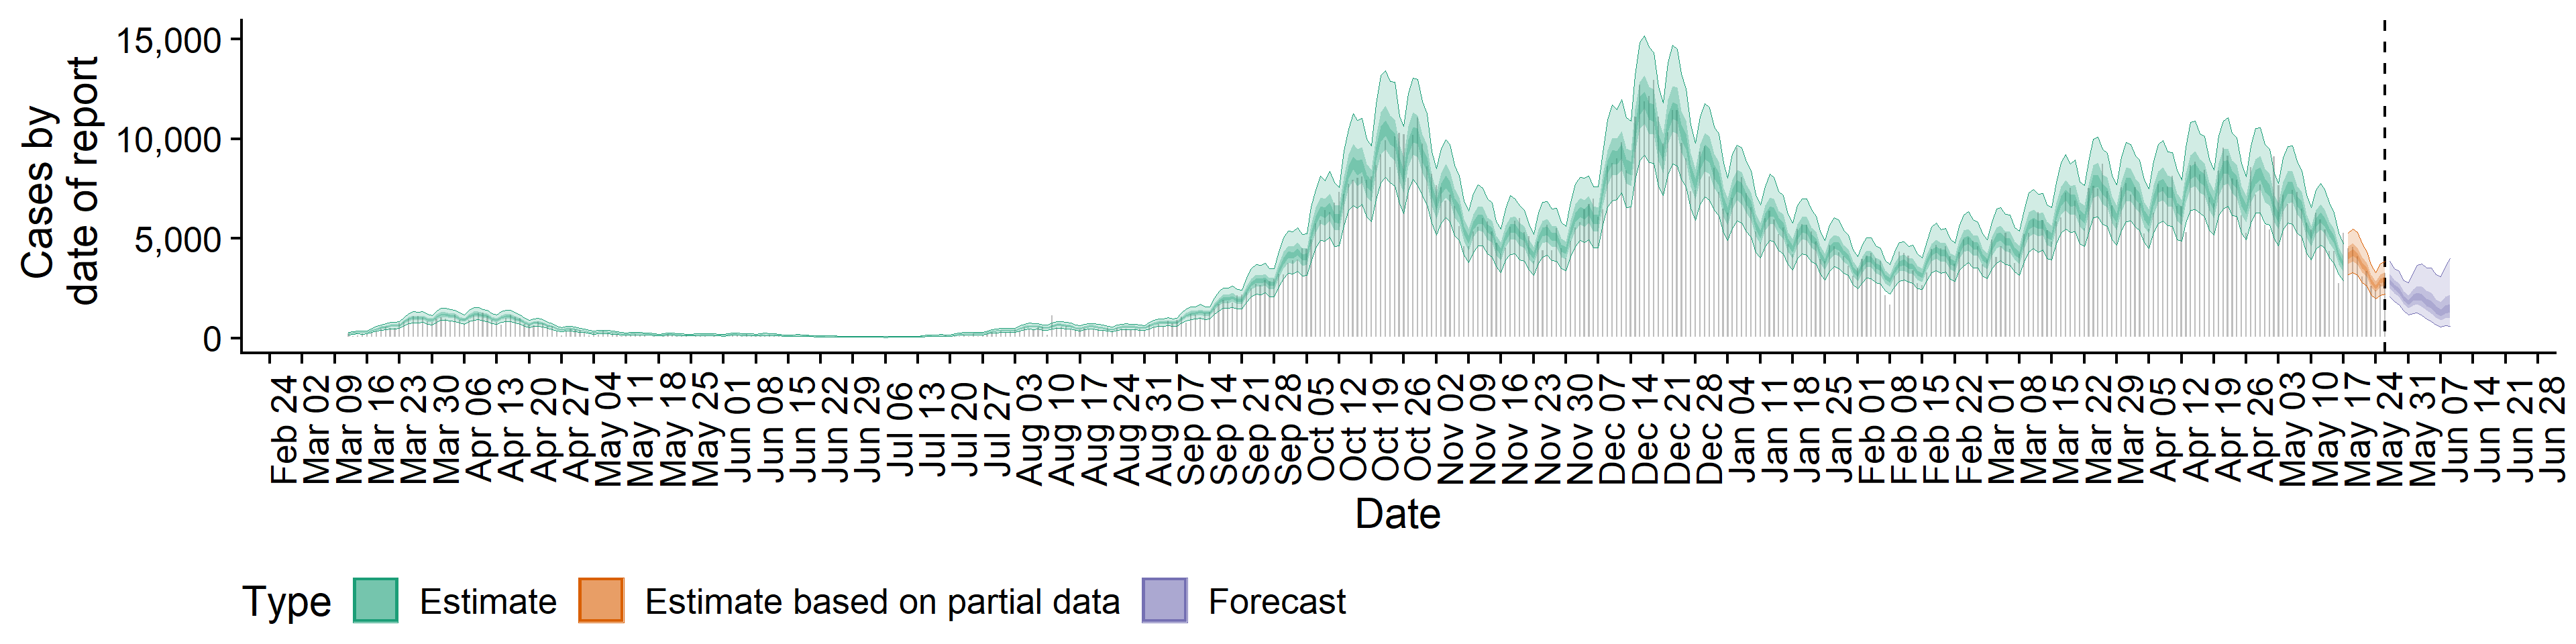 Cases by
date of report
15,000
10,000
5,000
0
Feb 24
Mar 02
Mar 09
Mar 16
Mar 23
Mar 30
Apr 06
Apr 13
Apr 20
Apr 27
May 04
May 11
May 18
May 25
Jun 01
Jun 08
Jun 15
Jun 22
Jun 29
Jul 06
Jul 13
Jul 20
Jul 27
Aug 03
Aug 10
Aug 17
Aug 24
Aug 31
Sep 07
Sep 14
Sep 21
Sep 28
Oct 05
Oct 12
Oct 19
Oct 26
Nov 02
Nov 09
Nov 16
Nov 23
Nov 30
Dec 07
Dec 14
Dec 21
Dec 28
Jan 04
Jan 11
Jan 18
Jan 25
Feb 01
Feb 08
Feb 15
Feb 22
Mar 01
Mar 08
Mar 15
Mar 22
Mar 29
Apr 05
Apr 12
Apr 19
Apr 26
May 03
May 10
May 17
May 24
May 31
Jun 07
Jun 14
Jun 21
Jun 28
Date
Type
Estimate
Estimate based on partial data
Forecast